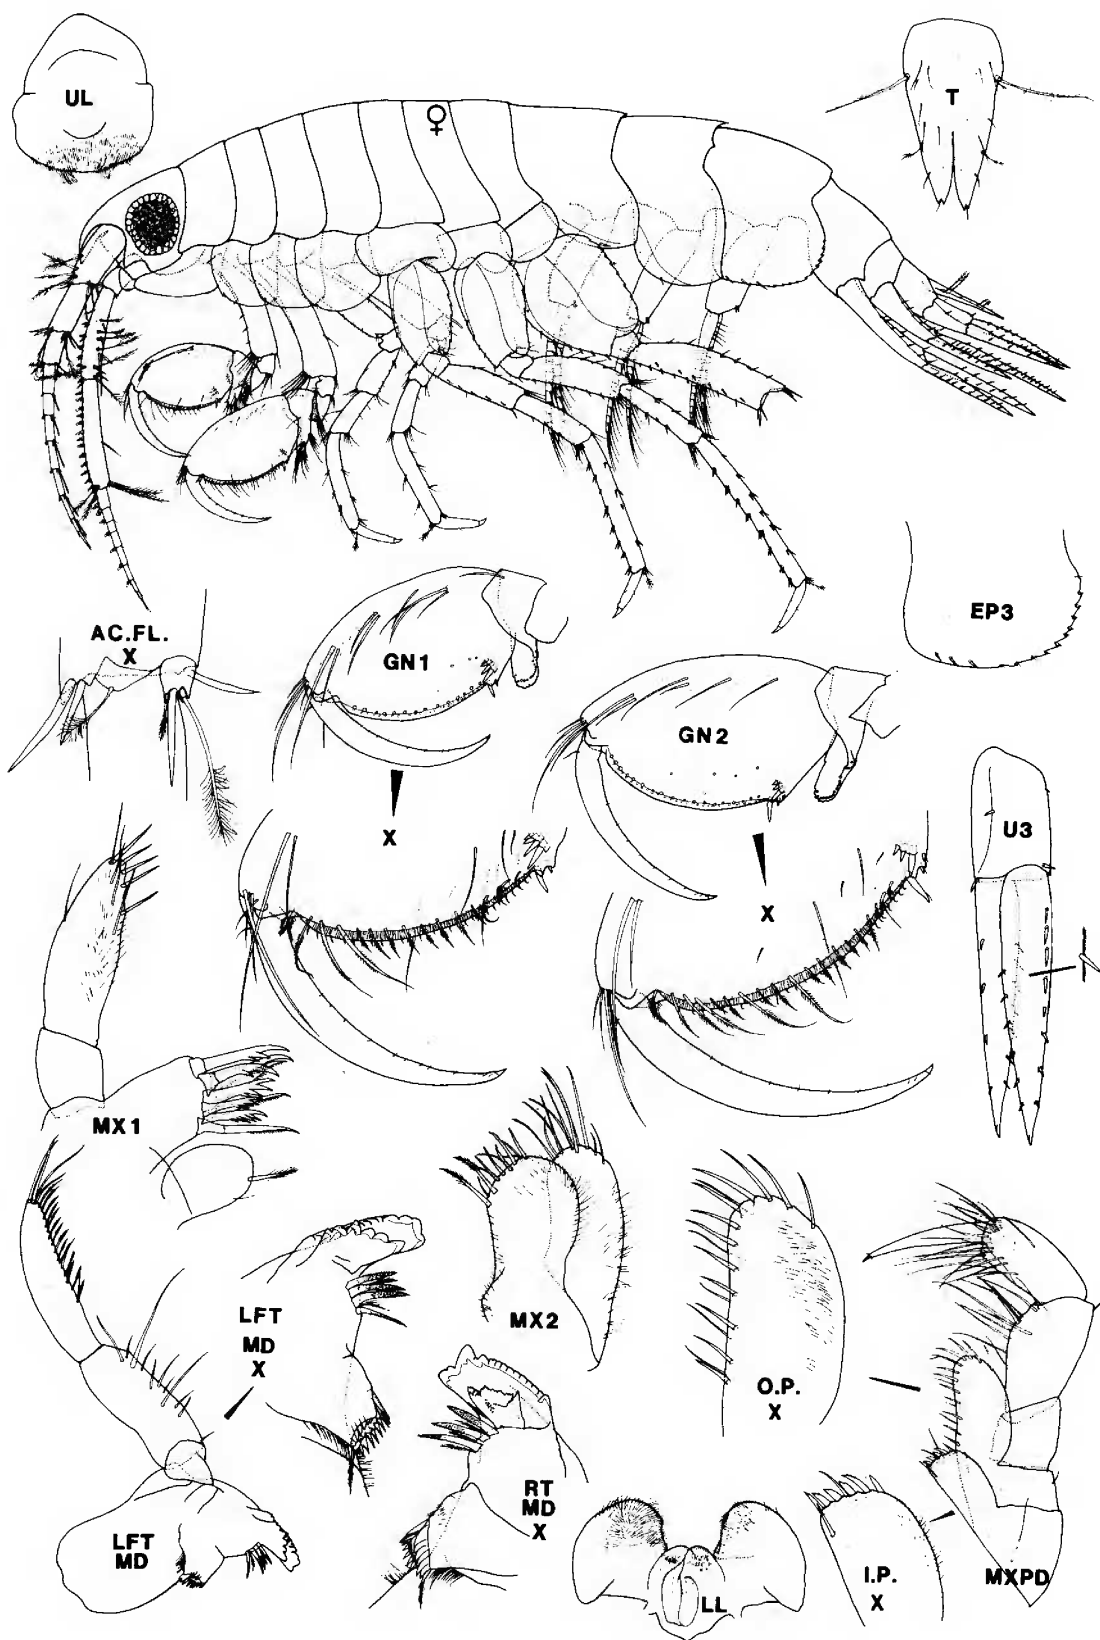 UL
♀
T
EP3
AC.FL.
X
GN1
GN2
X
X
U3
MX1
MX2
LFT
MD
X
O.P.
X
RT
MD
X
LFT
MD
LL
I.P.
X
MXPD